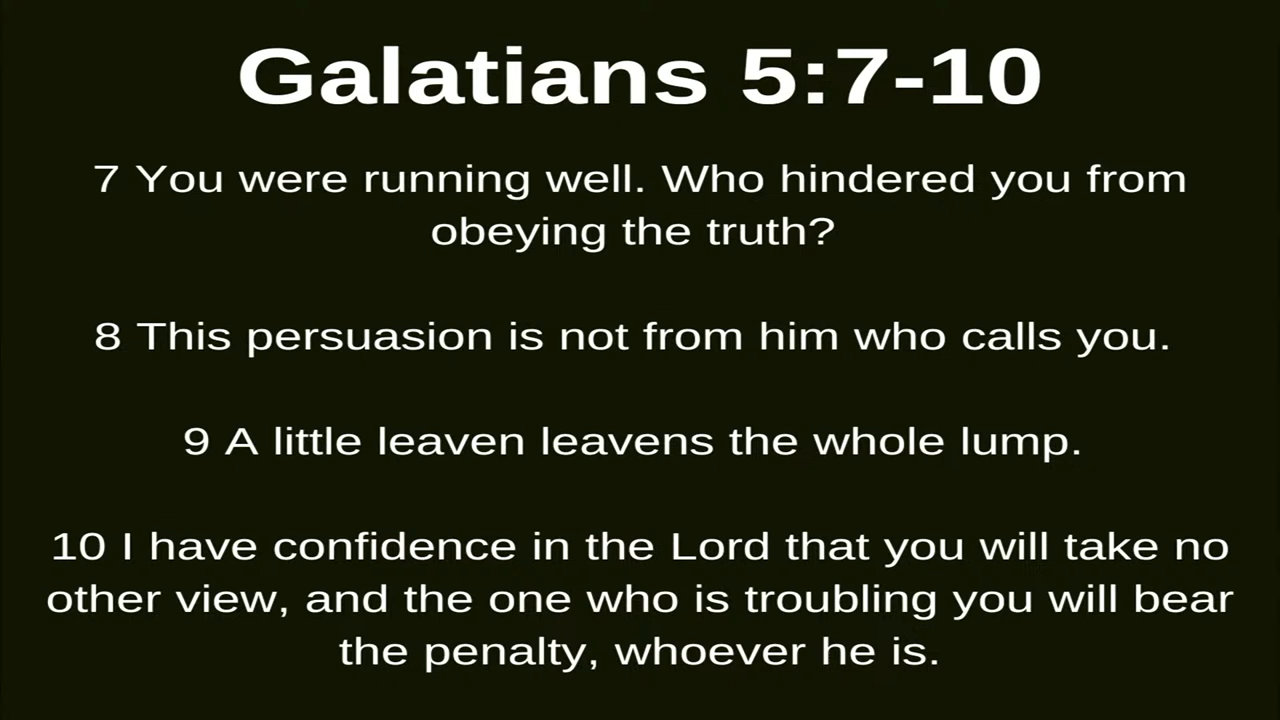 Galatians 5:7-10
7 You were running well. Who hindered you from
obeying the truth?
8 This persuasion is not from him who calls you.
9 A little leaven leavens the whole lump.
10 I have confidence in the Lord that you will take no
other view, and the one who is troubling you will bear
the penalty, whoever he is.